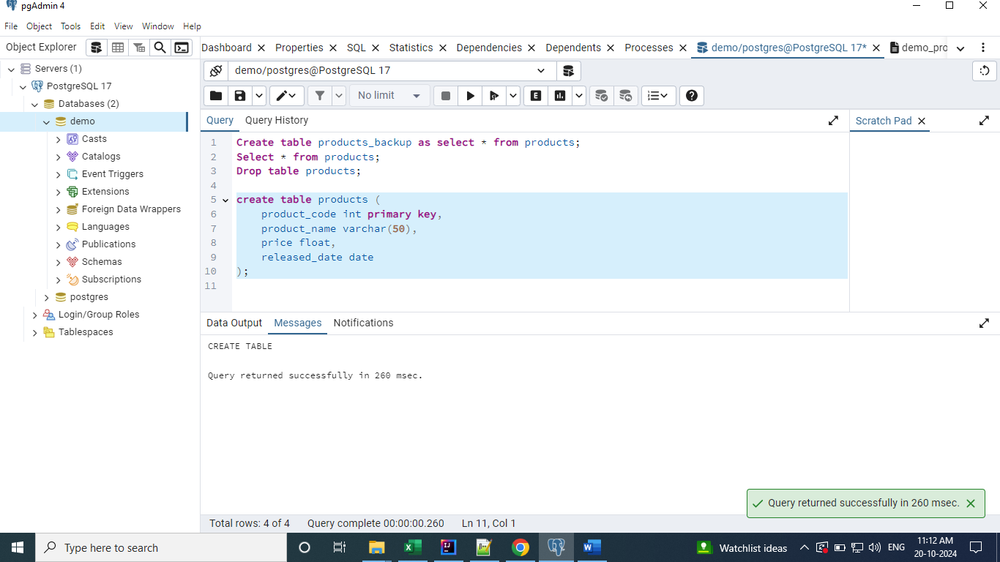 pgAdmin 4
File Object Tools Edit View Window Help
Object Explorer
Dashboard Properties SQL Statistics Dependencies Dependents Processes demo/postgres@PostgreSQL 17* demo_pro
Servers (1)
PostgreSQL 17
Databases (2)
demo
Casts
Catalogs
Event Triggers
Extensions
Foreign Data Wrappers
Languages
Publications
Schemas
Subscriptions
postgres
Login/Group Roles
Tablespaces
demo/postgres@PostgreSQL 17
No limit
E
Query Query History
Scratch Pad
1 Create table products_backup as select * from products;
2 Select * from products;
3 Drop table products;
4
5 create table products (
6 product_code int primary key,
7 product_name varchar(50),
8 price float,
9 released_date date
10 );
11
Data Output Messages Notifications
CREATE TABLE
Query returned successfully in 260 msec.
Query returned successfully in 260 msec.
Total rows: 4 of 4 Query complete 00:00:00.260 Ln 11, Col 1
Type here to search
Watchlist ideas
ENG
11:12 AM
20-10-2024